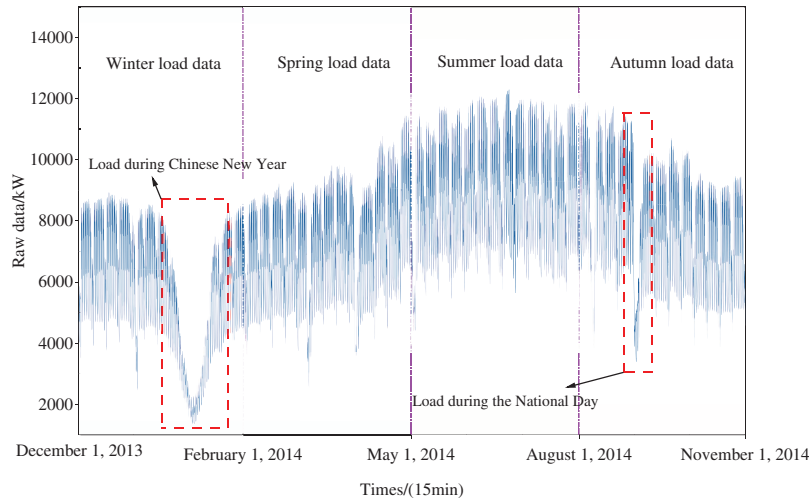 14000
12000
10000
8000
6000
4000
2000
Raw data/kW
Winter load data
Spring load data
Summer load data
Autumn load data
Load during Chinese New Year
Load during the National Day
December 1, 2013
February 1, 2014
May 1, 2014
August 1, 2014
November 1, 2014
Times/(15min)